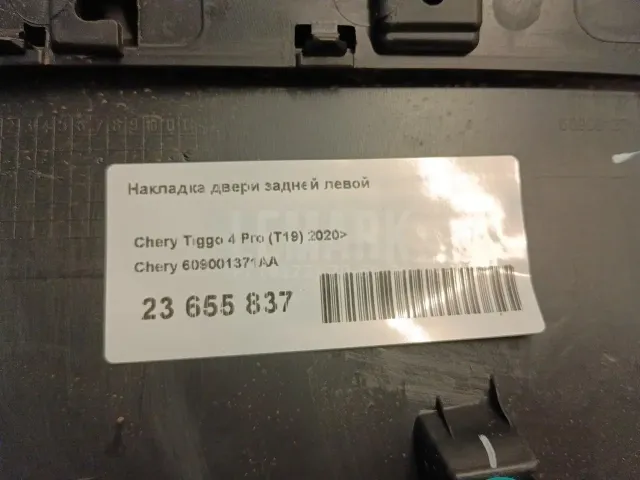 Накладка двери задней левой
Chery Tiggo 4 Pro (T19) 2020>
Chery 609001371AA
23 655 837